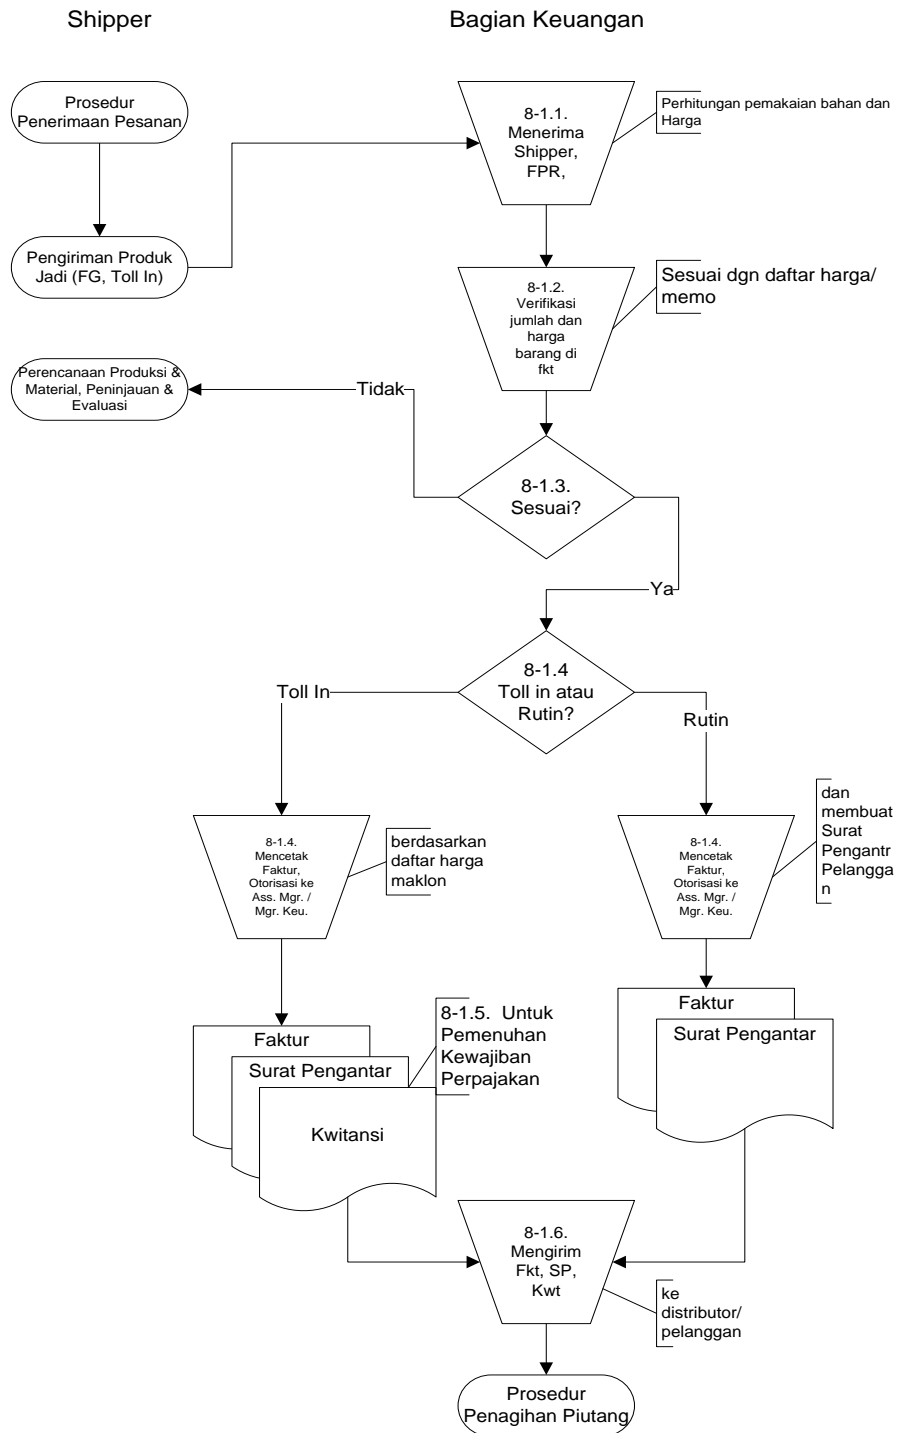 Shipper
Bagian Keuangan
Prosedur
Penerimaan Pesanan
8-1.1.
Menerima
Shipper,
FPR,
Perhitungan pemakaian bahan dan
Harga
Pengiriman Produk
Jadi (FG, Toll In)
8-1.2.
Verifikasi
jumlah dan
harga
barang di
fkt
Sesuai dgn daftar harga/
memo
Perencanaan Produksi &
Material, Peninjauan &
Evaluasi
Tidak
8-1.3.
Sesuai?
Ya
8-1.4
Toll in atau
Rutin?
Toll In
Rutin
8-1.4.
Mencetak
Faktur,
Otorisasi ke
Ass. Mgr. /
Mgr. Keu.
berdasarkan
daftar harga
maklon
8-1.4.
Mencetak
Faktur,
Otorisasi ke
Ass. Mgr. /
Mgr. Keu.
dan
membuat
Surat
Pengantr
Pelangga
n
Faktur
Surat Pengantar
Kwitansi
8-1.5. Untuk
Pemenuhan
Kewajiban
Perpajakan
Faktur
Surat Pengantar
8-1.6.
Mengirim
Fkt, SP,
Kwt
ke
distributor/
pelanggan
Prosedur
Penagihan Piutang